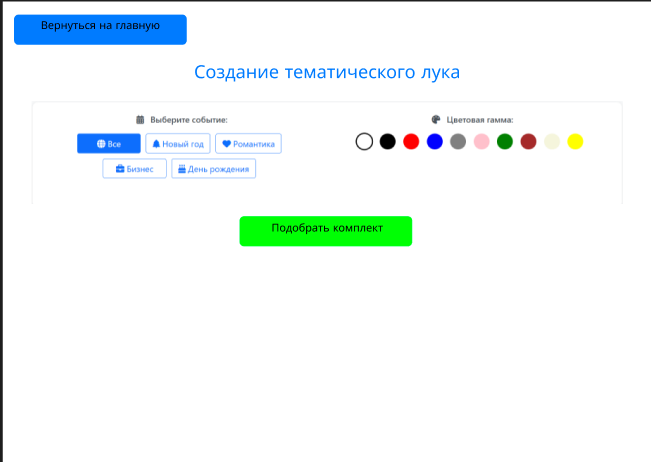 Вернуться на главную
Создание тематического лука
Выберите событие:
Все
Новый год
Романтика
Бизнес
День рождения
Цветовая гамма:
Подобрать комплект